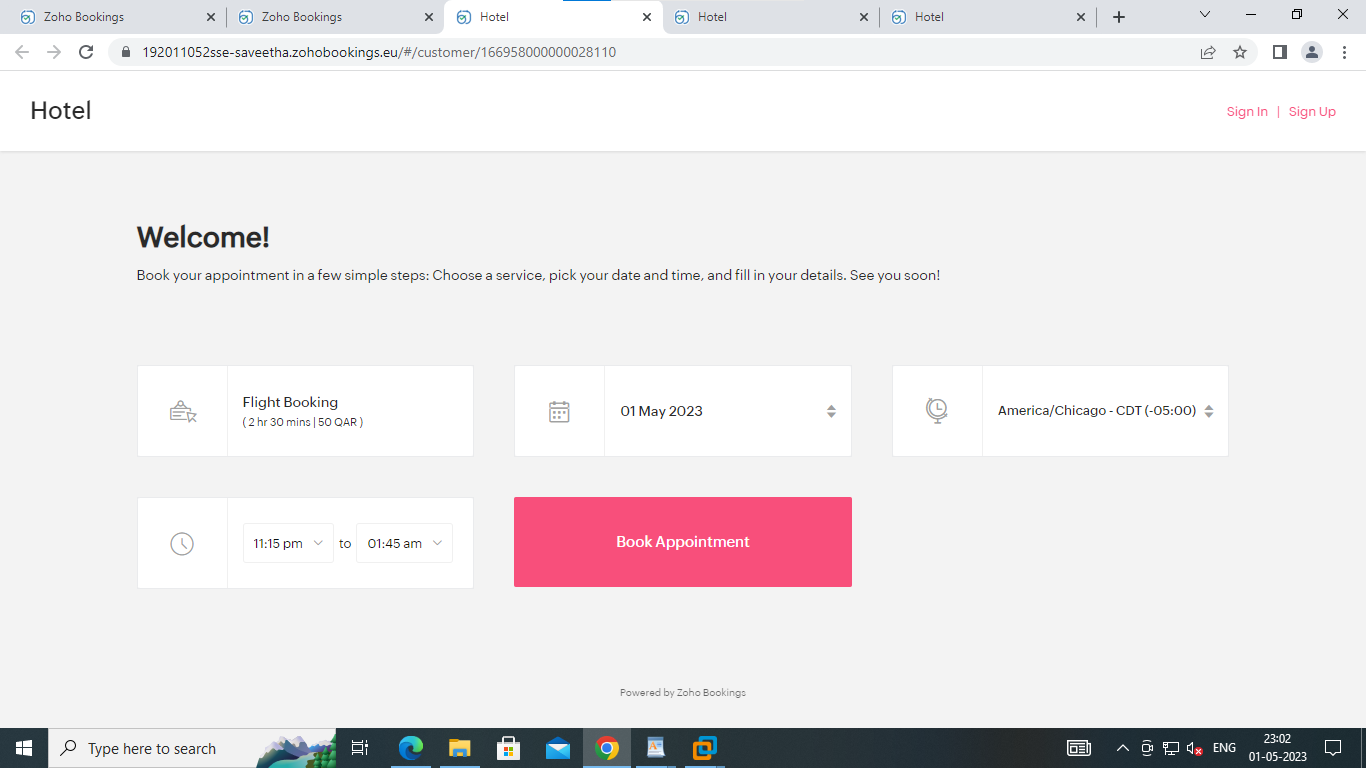 Zoho Bookings
Zoho Bookings
Hotel
Hotel
Hotel
192011052sse-saveetha.zohobookings.eu/#/customer/166958000000028110
Hotel
Sign In | Sign Up
Welcome!
Book your appointment in a few simple steps: Choose a service, pick your date and time, and fill in your details. See you soon!
Flight Booking
( 2 hr 30 mins | 50 QAR )
01 May 2023
America/Chicago - CDT (-05:00)
11:15 pm to 01:45 am
Book Appointment
Powered by Zoho Bookings
Type here to search
ENG
23:02
01-05-2023